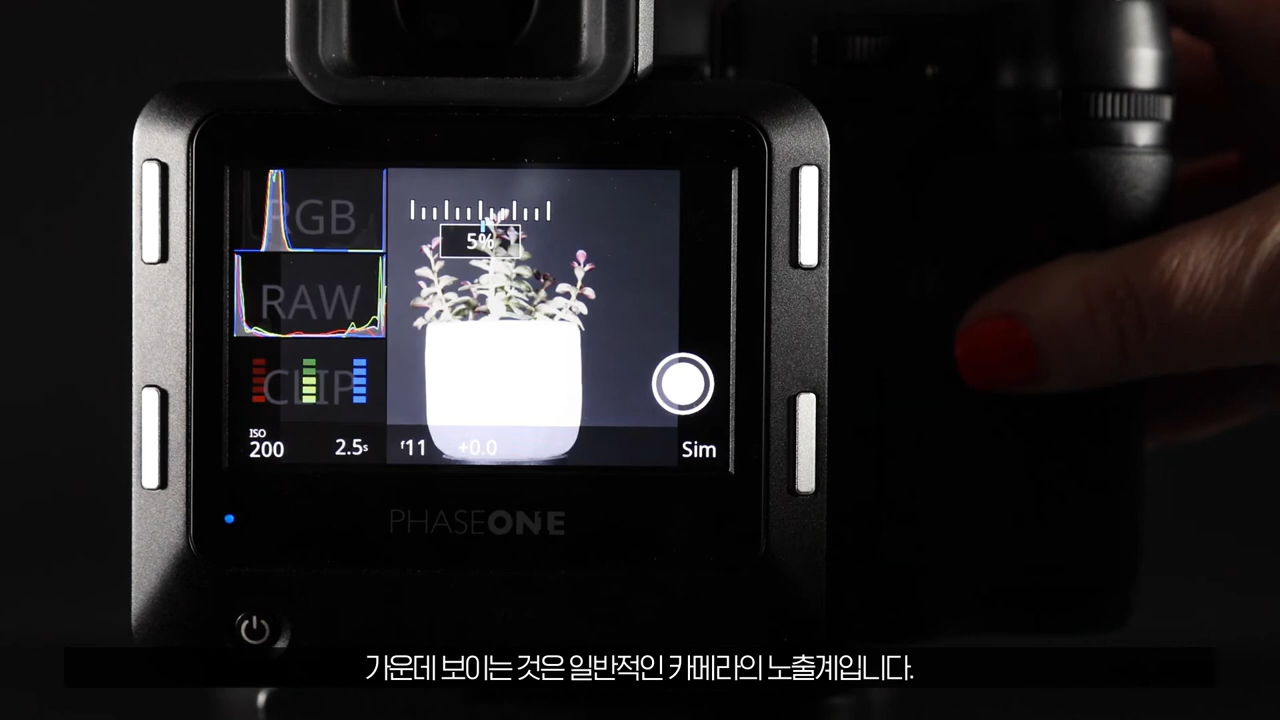 RGB
5%
RAW
CLIP
ISO
200
2.5s
f11
+0.0
Sim
PHASEONE
가운데 보이는 것은 일반적인 카메라의 노출계입니다.